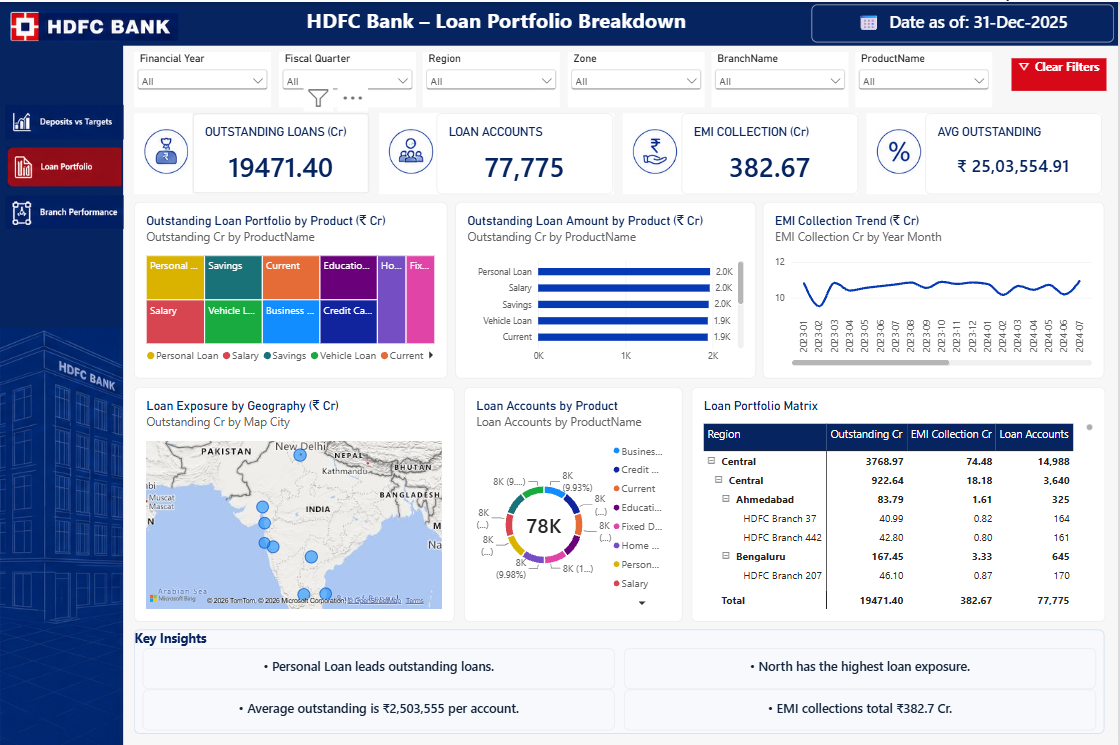 HDFC BANK
HDFC Bank – Loan Portfolio Breakdown
Date as of: 31-Dec-2025
Financial Year
All
Fiscal Quarter
All
Region
All
Zone
All
BranchName
All
ProductName
All
Clear Filters
Deposits vs Targets
Loan Portfolio
Branch Performance
OUTSTANDING LOANS (Cr)
19471.40
LOAN ACCOUNTS
77,775
EMI COLLECTION (Cr)
382.67
AVG OUTSTANDING
₹ 25,03,554.91
Outstanding Loan Portfolio by Product (₹ Cr)
Outstanding Cr by ProductName
Personal ...
Savings
Current
Educatio...
Ho...
Fix...
Salary
Vehicle L...
Business ...
Credit Ca...
Personal Loan Salary Savings Vehicle Loan Current
Outstanding Loan Amount by Product (₹ Cr)
Outstanding Cr by ProductName
Personal Loan 2.0K
Salary 2.0K
Savings 2.0K
Vehicle Loan 1.9K
Current 1.9K
0K 1K 2K
EMI Collection Trend (₹ Cr)
EMI Collection Cr by Year Month
12
10
2023-01 2023-02 2023-03 2023-04 2023-05 2023-06 2023-07 2023-08 2023-09 2023-10 2023-11 2023-12 2024-01 2024-02 2024-03 2024-04 2024-05 2024-06 2024-07
HDFC BANK
Loan Exposure by Geography (₹ Cr)
Outstanding Cr by Map City
New Delhi
PAKISTAN
NEPAL
Kathmandu
BHUTAN
BANGLADESH
Muscat
Muscat
INDIA
Arabian Sea
Microsoft Bing
© 2026 TomTom, © 2026 Microsoft Corporation, © OpenStreetMap Terms
Loan Accounts by Product
Loan Accounts by ProductName
8K (9....)
8K
(9.93%)
8K
(...)
8K
(...)
8K (1...)
8K
(9.98%)
8K
(...)
8K
(...)
78K
Busines...
Credit ...
Current
Educati...
Fixed D...
Home ...
Person...
Salary
Loan Portfolio Matrix
Region Outstanding Cr EMI Collection Cr Loan Accounts
Central 3768.97 74.48 14,988
Central 922.64 18.18 3,640
Ahmedabad 83.79 1.61 325
HDFC Branch 37 40.99 0.82 164
HDFC Branch 442 42.80 0.80 161
Bengaluru 167.45 3.33 645
HDFC Branch 207 46.10 0.87 170
Total 19471.40 382.67 77,775
Key Insights
• Personal Loan leads outstanding loans.
• North has the highest loan exposure.
• Average outstanding is ₹2,503,555 per account.
• EMI collections total ₹382.7 Cr.